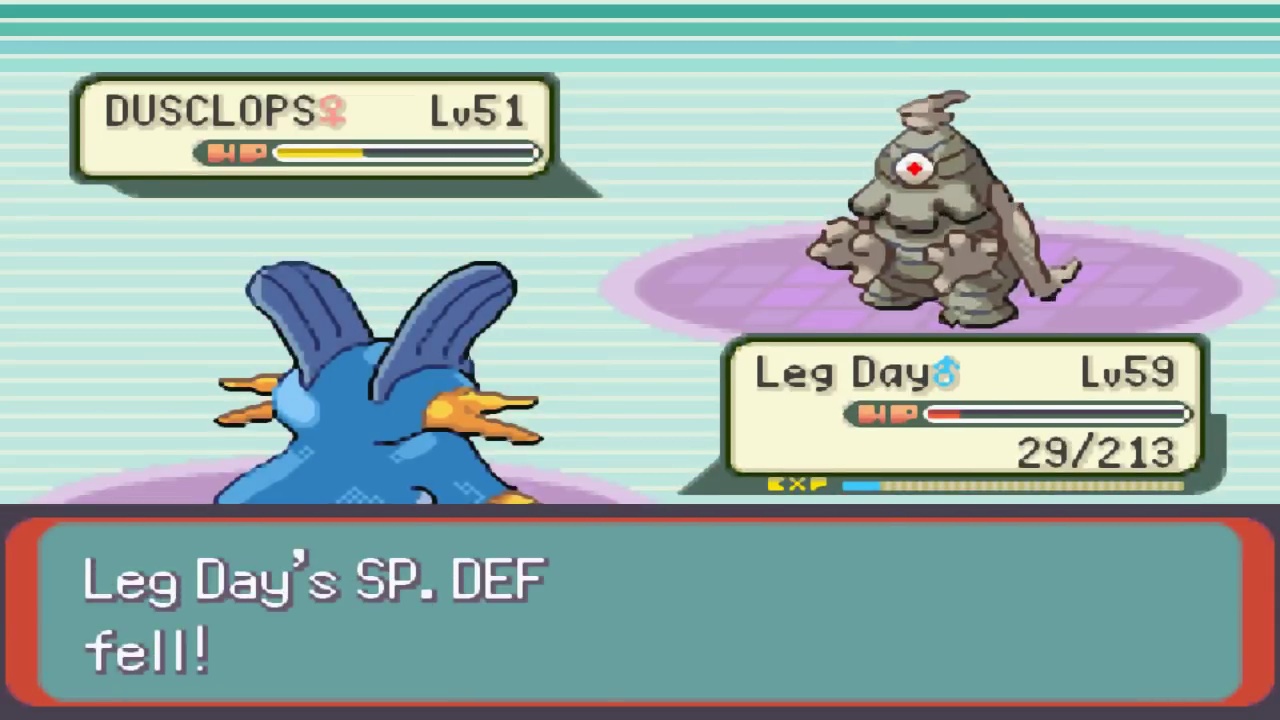 DUSCLOPS♀ Lv51
HP
Leg Day♂ Lv59
HP
29/213
EXP
Leg Day's SP. DEF
fell!